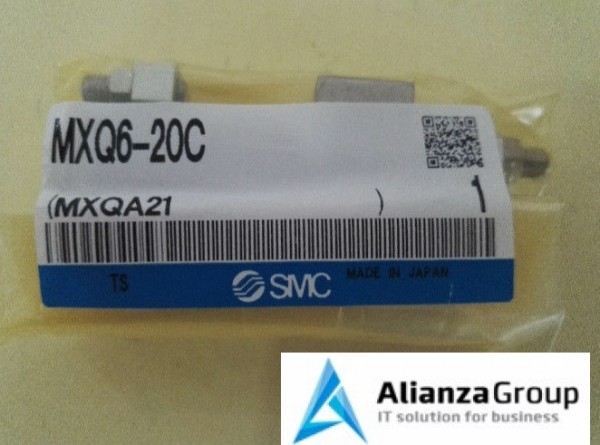 MXQ6-20C
(MXQA21 ) 1
TS SMC MADE IN JAPAN
AlianzaGroup
IT solution for business